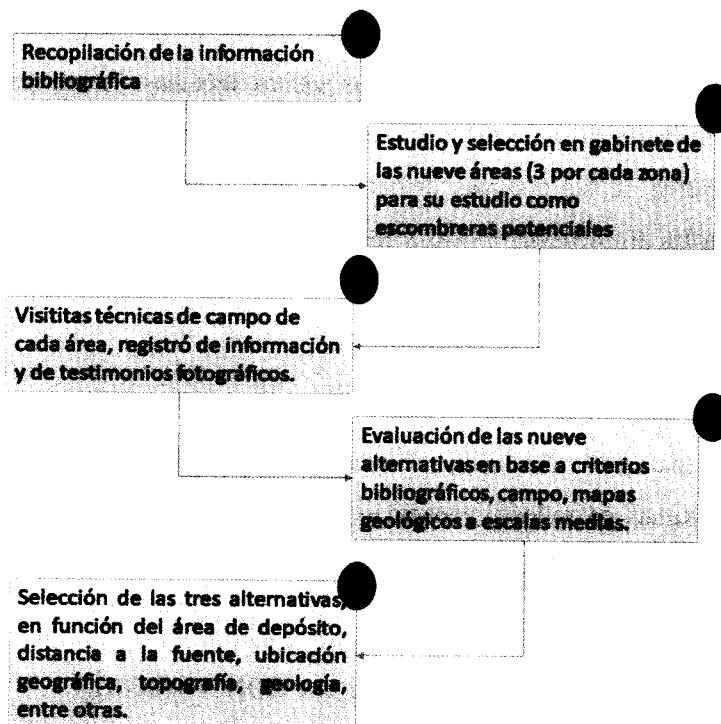 Recopilación de la información
bibliográfica
Estudio y selección en gabinete de
las nueve áreas (3 por cada zona)
para su estudio como
escombreras potenciales
Visititas técnicas de campo de
cada área, registró de información
y de testimonios fotográficos.
Evaluación de las nueve
alternativas en base a criterios
bibliográficos, campo, mapas
geológicos a escalas medias.
Selección de las tres alternativas,
en función del área de depósito,
distancia a la fuente, ubicación
geográfica, topografía, geología,
entre otras.